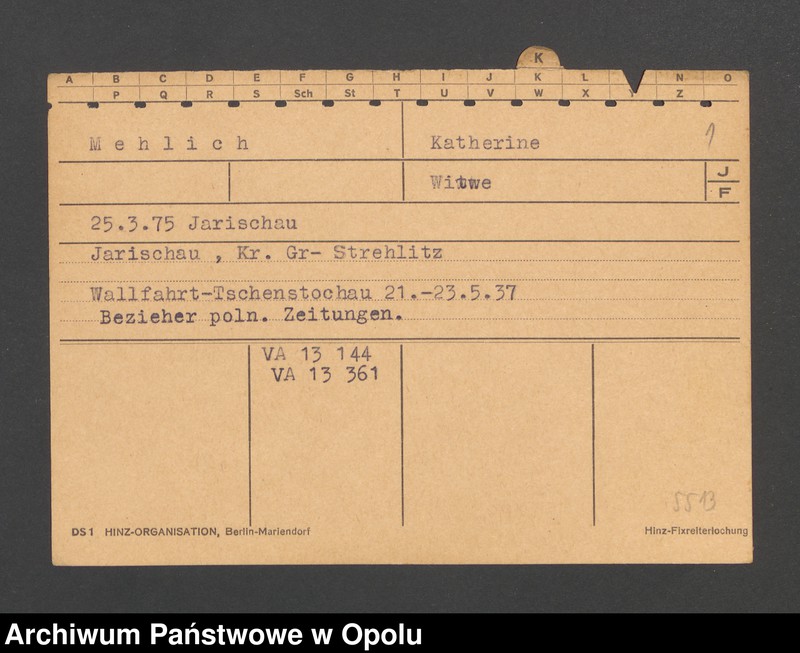 K
A B C D E F G H I J K L N O
P Q R S Sch St T U V W X Y Z
Mehlich Katherine 1
Witwe J F
25.3.75 Jarischau
Jarischau , Kr. Gr- Strehlitz
Wallfahrt-Tschenstochau 21.-23.5.37
Bezieher poln. Zeitungen.
VA 13 144
VA 13 361
5513
DS1 HINZ-ORGANISATION, Berlin-Mariendorf Hinz-Fixreiterlochung
Archiwum Państwowe w Opolu